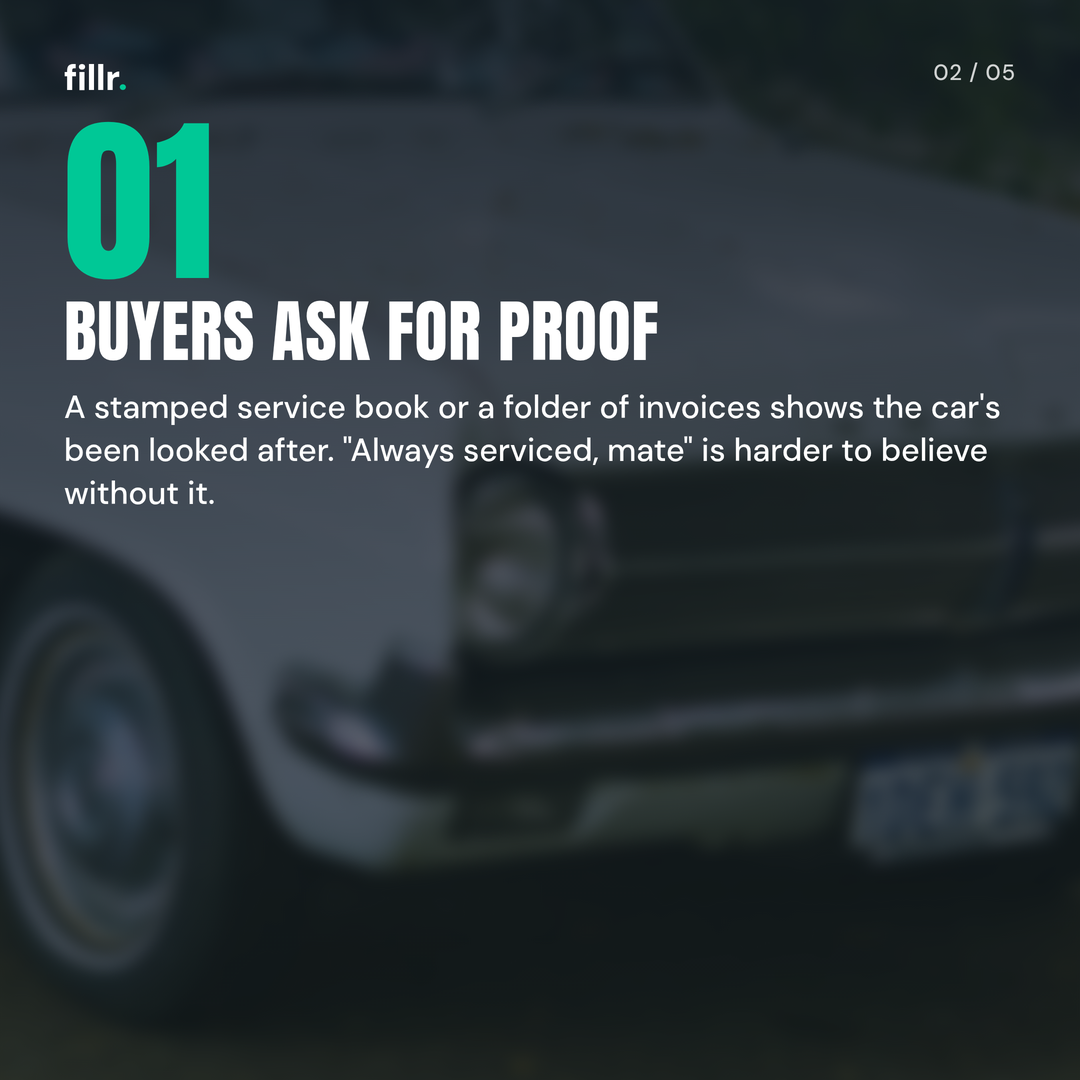 fillr.
02 / 05
01
BUYERS ASK FOR PROOF
A stamped service book or a folder of invoices shows the car's
been looked after. "Always serviced, mate" is harder to believe
without it.